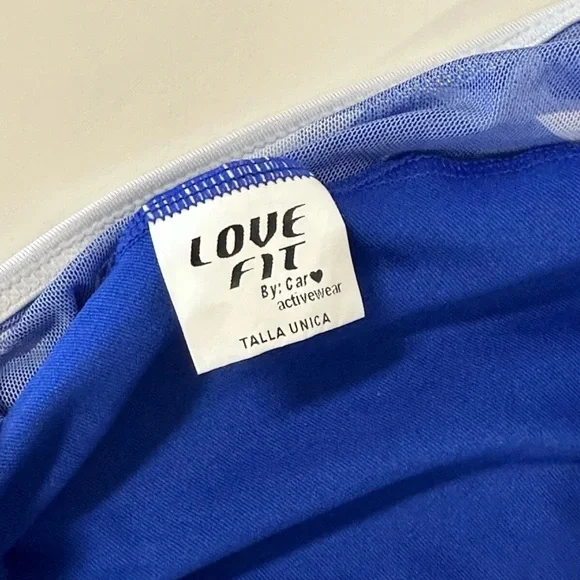 LOVE
FIT
By: Car♥
activewear
TALLA UNICA